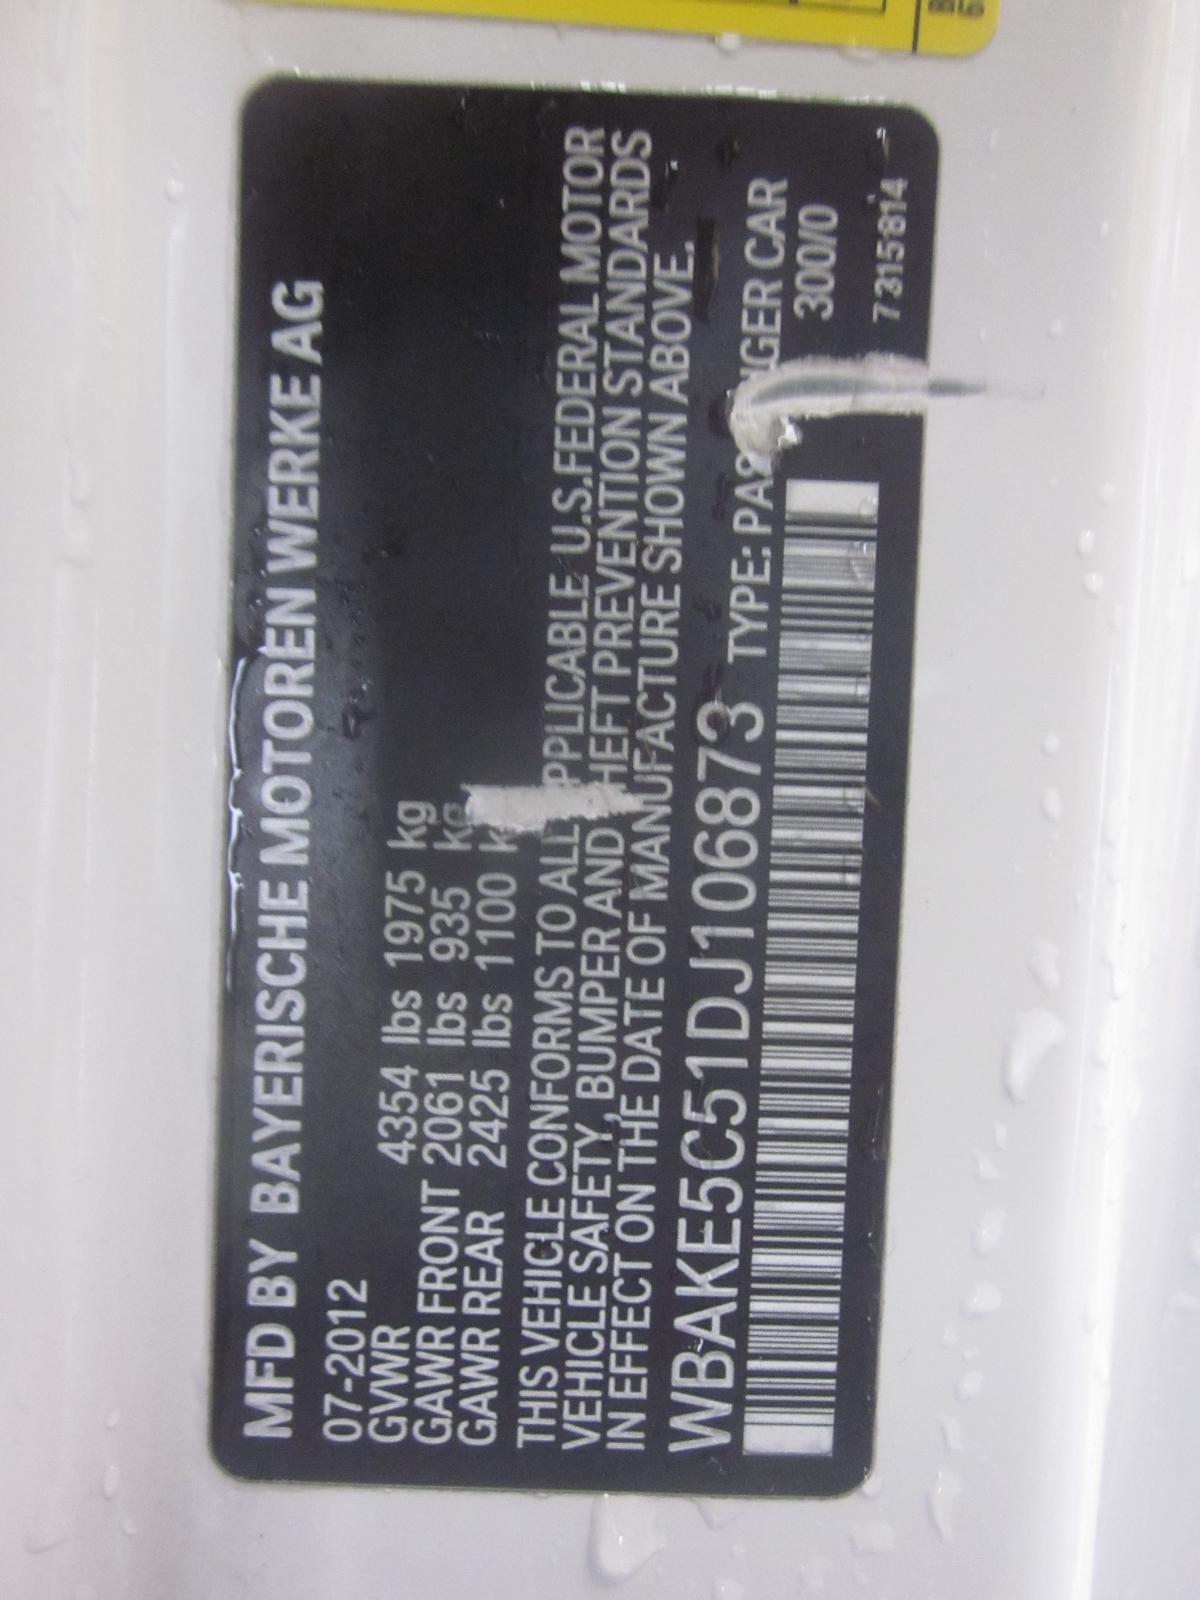 MFD BY BAYERISCHE MOTOREN WERKE AG
07-2012
GVWR 4354 lbs 1975 kg
GAWR FRONT 2061 lbs 935 kg
GAWR REAR 2425 lbs 1100 k
THIS VEHICLE CONFORMS TO ALL PPLICABLE U.S.FEDERAL MOTOR
VEHICLE SAFETY, BUMPER AND HEFT PREVENTION STANDARDS
IN EFFECT ON THE DATE OF MANUFACTURE SHOWN ABOVE.
WBAKE5C51DJ106873 TYPE: PAS NGER CAR
300/0
7315814